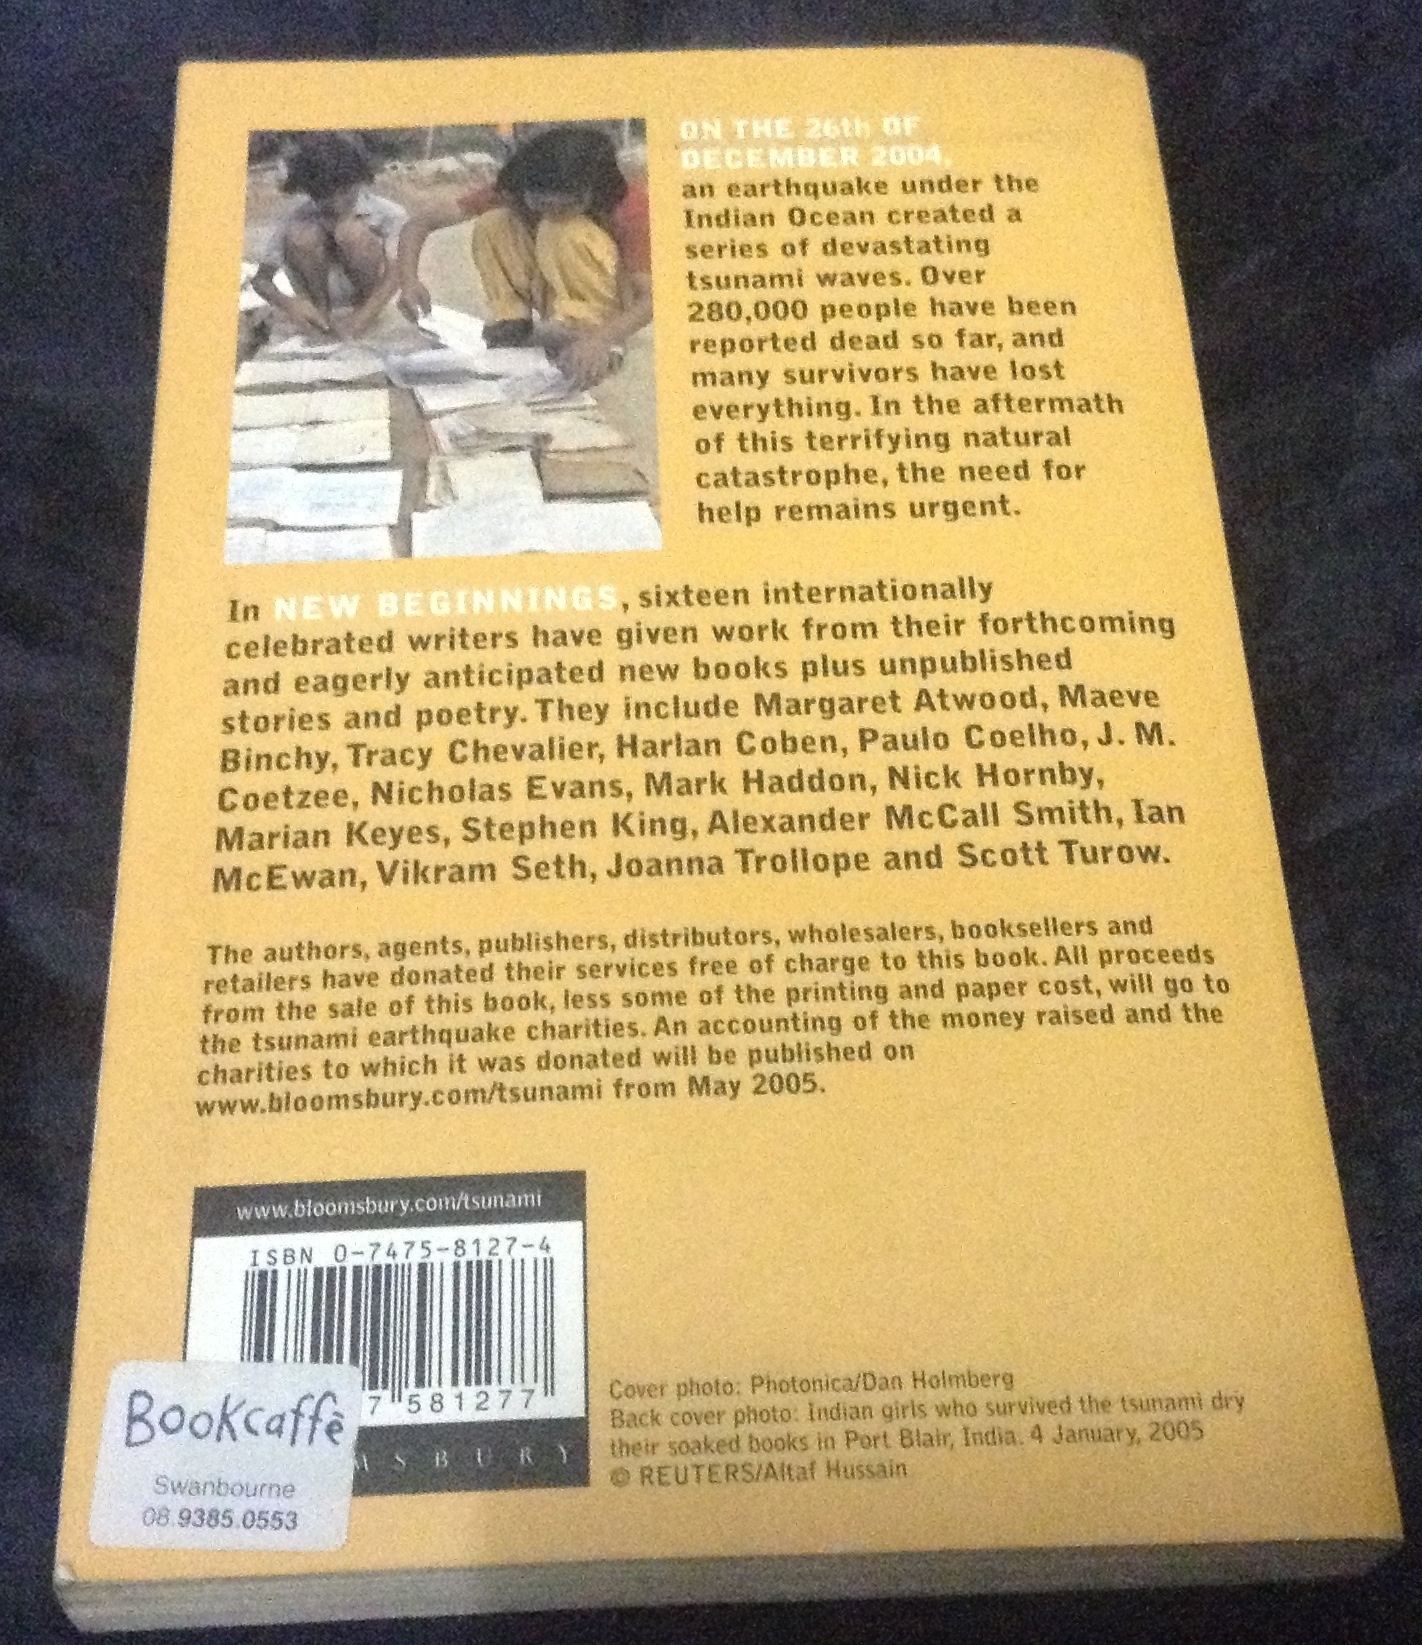 ON THE 26th OF
DECEMBER 2004,
an earthquake under the
Indian Ocean created a
series of devastating
tsunami waves. Over
280,000 people have been
reported dead so far, and
many survivors have lost
everything. In the aftermath
of this terrifying natural
catastrophe, the need for
help remains urgent.
In NEW BEGINNINGS, sixteen internationally
celebrated writers have given work from their forthcoming
and eagerly anticipated new books plus unpublished
stories and poetry. They include Margaret Atwood, Maeve
Binchy, Tracy Chevalier, Harlan Coben, Paulo Coelho, J. M.
Coetzee, Nicholas Evans, Mark Haddon, Nick Hornby,
Marian Keyes, Stephen King, Alexander McCall Smith, Ian
McEwan, Vikram Seth, Joanna Trollope and Scott Turow.
The authors, agents, publishers, distributors, wholesalers, booksellers and
retailers have donated their services free of charge to this book. All proceeds
from the sale of this book, less some of the printing and paper cost, will go to
the tsunami earthquake charities. An accounting of the money raised and the
charities to which it was donated will be published on
www.bloomsbury.com/tsunami from May 2005.
www.bloomsbury.com/tsunami
ISBN 0-7475-8127-4
7 581277
MSBURY
Bookcaffè
Swanbourne
08 9385 0553
Cover photo: Photonica/Dan Holmberg
Back cover photo: Indian girls who survived the tsunami dry
their soaked books in Port Blair, India. 4 January, 2005
© REUTERS/Altaf Hussain